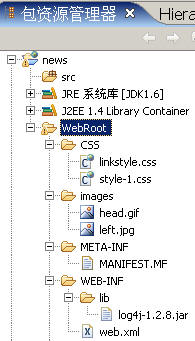 包资源管理器
Hiera
news
src
JRE 系统库 [JDK1.6]
J2EE 1.4 Library Container
WebRoot
CSS
linkstyle.css
style-1.css
images
head.gif
left.jpg
META-INF
MANIFEST.MF
WEB-INF
lib
log4j-1.2.8.jar
web.xml